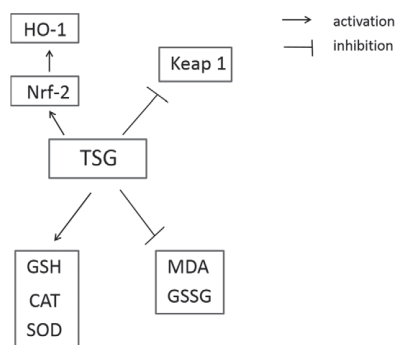 HO-1
activation
inhibition
Keap 1
Nrf-2
TSG
GSH
CAT
SOD
MDA
GSSG